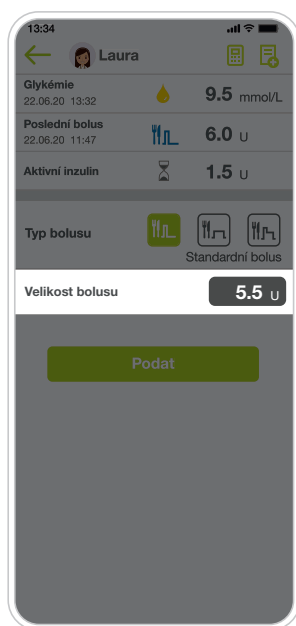 13:34
Laura
Glykémie
22.06.20 13:32
9.5 mmol/L
Poslední bolus
22.06.20 11:47
6.0 U
Aktivní inzulin
1.5 U
Typ bolusu
Standardní bolus
Velikost bolusu
5.5 U
Podat